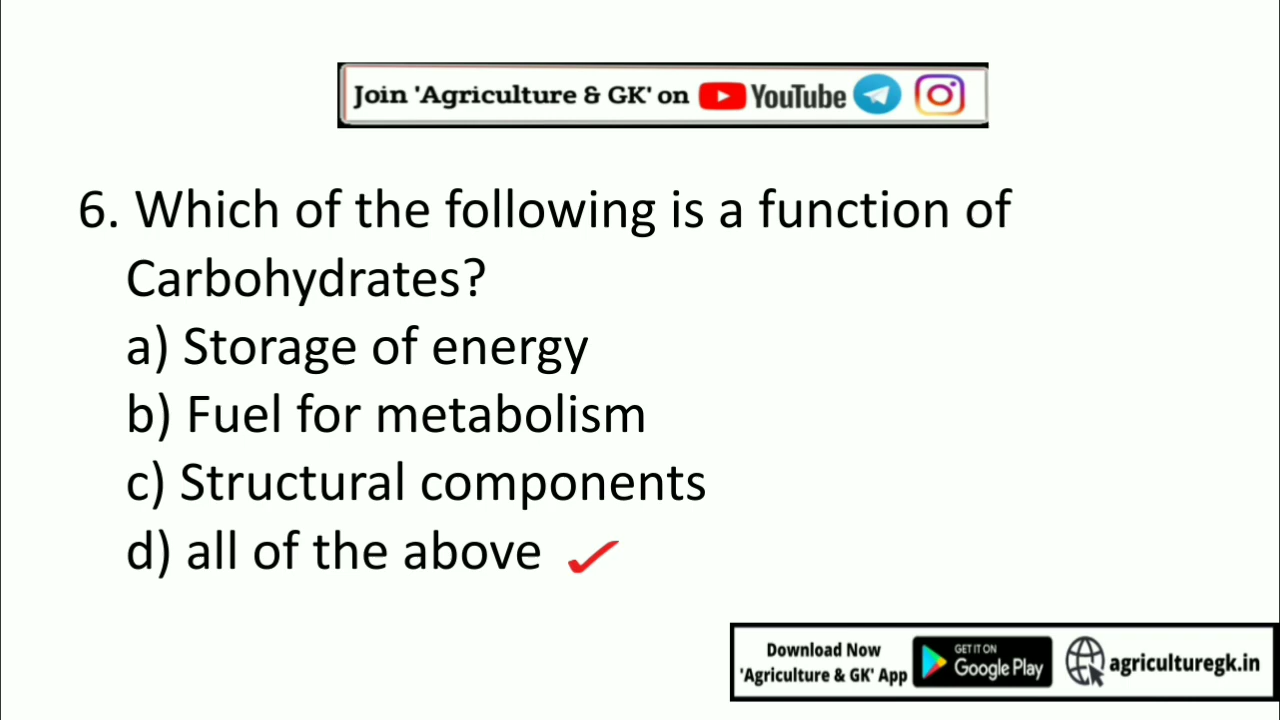 Join 'Agriculture & GK' on YouTube
6. Which of the following is a function of
Carbohydrates?
a) Storage of energy
b) Fuel for metabolism
c) Structural components
d) all of the above
Download Now
'Agriculture & GK' App
GET IT ON
Google Play
agriculturegk.in